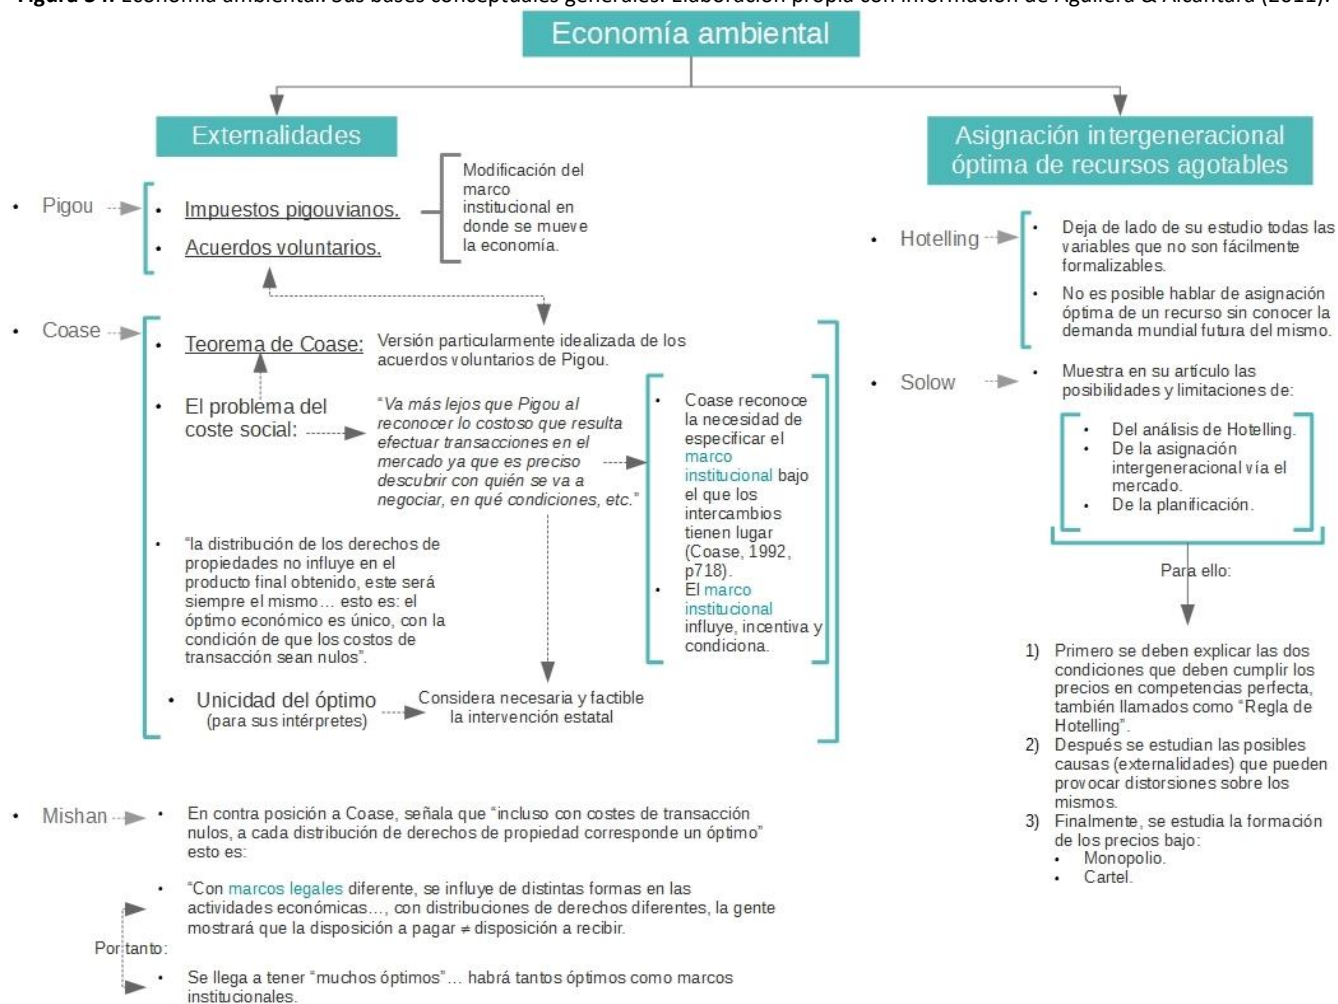 Figura 34. Economía ambiental. Sus bases conceptuales generales. Elaboración propia con información de Aguilera & Alcántara (2011).
Economía ambiental
Externalidades
• Pigou
• Impuestos pigouvianos.
• Acuerdos voluntarios.
Modificación del
marco
institucional en
donde se mueve
la economía.
• Coase
• Teorema de Coase:
Versión particularmente idealizada de los
acuerdos voluntarios de Pigou.
• El problema del
coste social:
“Va más lejos que Pigou al
reconocer lo costoso que resulta
efectuar transacciones en el
mercado ya que es preciso
descubrir con quién se va a
negociar, en qué condiciones, etc.”
• Coase reconoce
la necesidad de
especificar el
marco
institucional bajo
el que los
intercambios
tienen lugar
(Coase, 1992,
p718).
• El marco
institucional
influye, incentiva y
condiciona.
• “la distribución de los derechos de
propiedades no influye en el
producto final obtenido, este será
siempre el mismo… esto es: el
óptimo económico es único, con la
condición de que los costos de
transacción sean nulos”.
• Unicidad del óptimo
(para sus intérpretes)
Considera necesaria y factible
la intervención estatal
• Mishan
• En contra posición a Coase, señala que “incluso con costes de transacción
nulos, a cada distribución de derechos de propiedad corresponde un óptimo”
esto es:
• “Con marcos legales diferente, se influye de distintas formas en las
actividades económicas…, con distribuciones de derechos diferentes, la gente
mostrará que la disposición a pagar ≠ disposición a recibir.
Por tanto:
• Se llega a tener “muchos óptimos”… habrá tantos óptimos como marcos
institucionales.
Asignación intergeneracional
óptima de recursos agotables
• Hotelling
• Deja de lado de su estudio todas las
variables que no son fácilmente
formalizables.
• No es posible hablar de asignación
óptima de un recurso sin conocer la
demanda mundial futura del mismo.
• Solow
• Muestra en su artículo las
posibilidades y limitaciones de:
• Del análisis de Hotelling.
• De la asignación
intergeneracional vía el
mercado.
• De la planificación.
Para ello:
1) Primero se deben explicar las dos
condiciones que deben cumplir los
precios en competencias perfecta,
también llamados como “Regla de
Hotelling”.
2) Después se estudian las posibles
causas (externalidades) que pueden
provocar distorsiones sobre los
mismos.
3) Finalmente, se estudia la formación
de los precios bajo:
• Monopolio.
• Cartel.